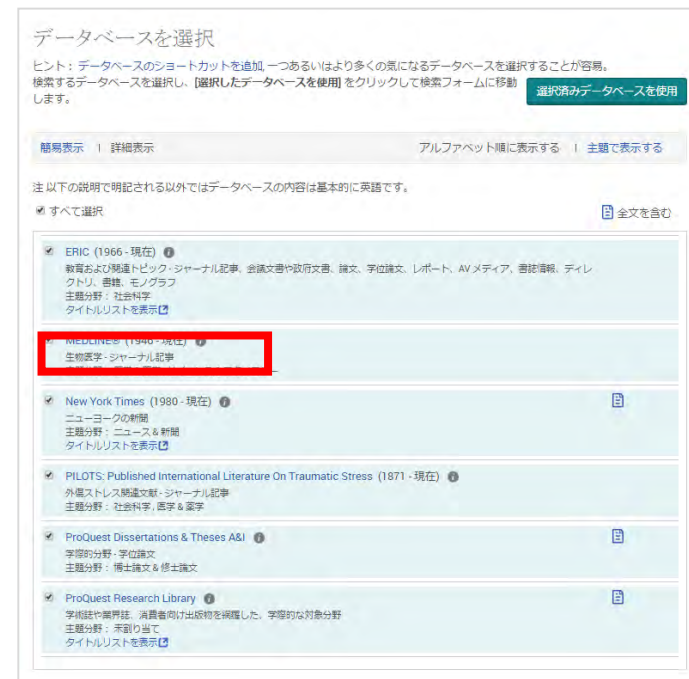 データベースを選択
ヒント： データベースのショートカットを追加, 一つあるいはより多くの気になるデータベースを選択することが容易。
検索するデータベースを選択し、[選択したデータベースを使用] をクリックして検索フォームに移動
します。
選択済みデータベースを使用
簡易表示 | 詳細表示 アルファベット順に表示する | 主題で表示する
注 以下の説明で明記される以外ではデータベースの内容は基本的に英語です。
すべて選択 全文を含む
ERIC (1966 - 現在)
教育および関連トピック - ジャーナル記事、会議文書や政府文書、論文、学位論文、レポート、AV メディア、書誌情報、ディレ
クトリ、書籍、モノグラフ
主題分野： 社会科学
タイトルリストを表示
MEDLINE® (1946 - 現在)
生物医学 - ジャーナル記事
New York Times (1980 - 現在)
ニューヨークの新聞
主題分野： ニュース & 新聞
タイトルリストを表示
PILOTS: Published International Literature On Traumatic Stress (1871 - 現在)
外傷ストレス関連文献 - ジャーナル記事
主題分野： 社会科学, 医学 & 薬学
ProQuest Dissertations & Theses A&I
学際的分野 - 学位論文
主題分野： 博士論文 & 修士論文
ProQuest Research Library
学術誌や業界誌、消費者向け出版物を網羅した、学際的な対象分野
主題分野： 未割り当て
タイトルリストを表示